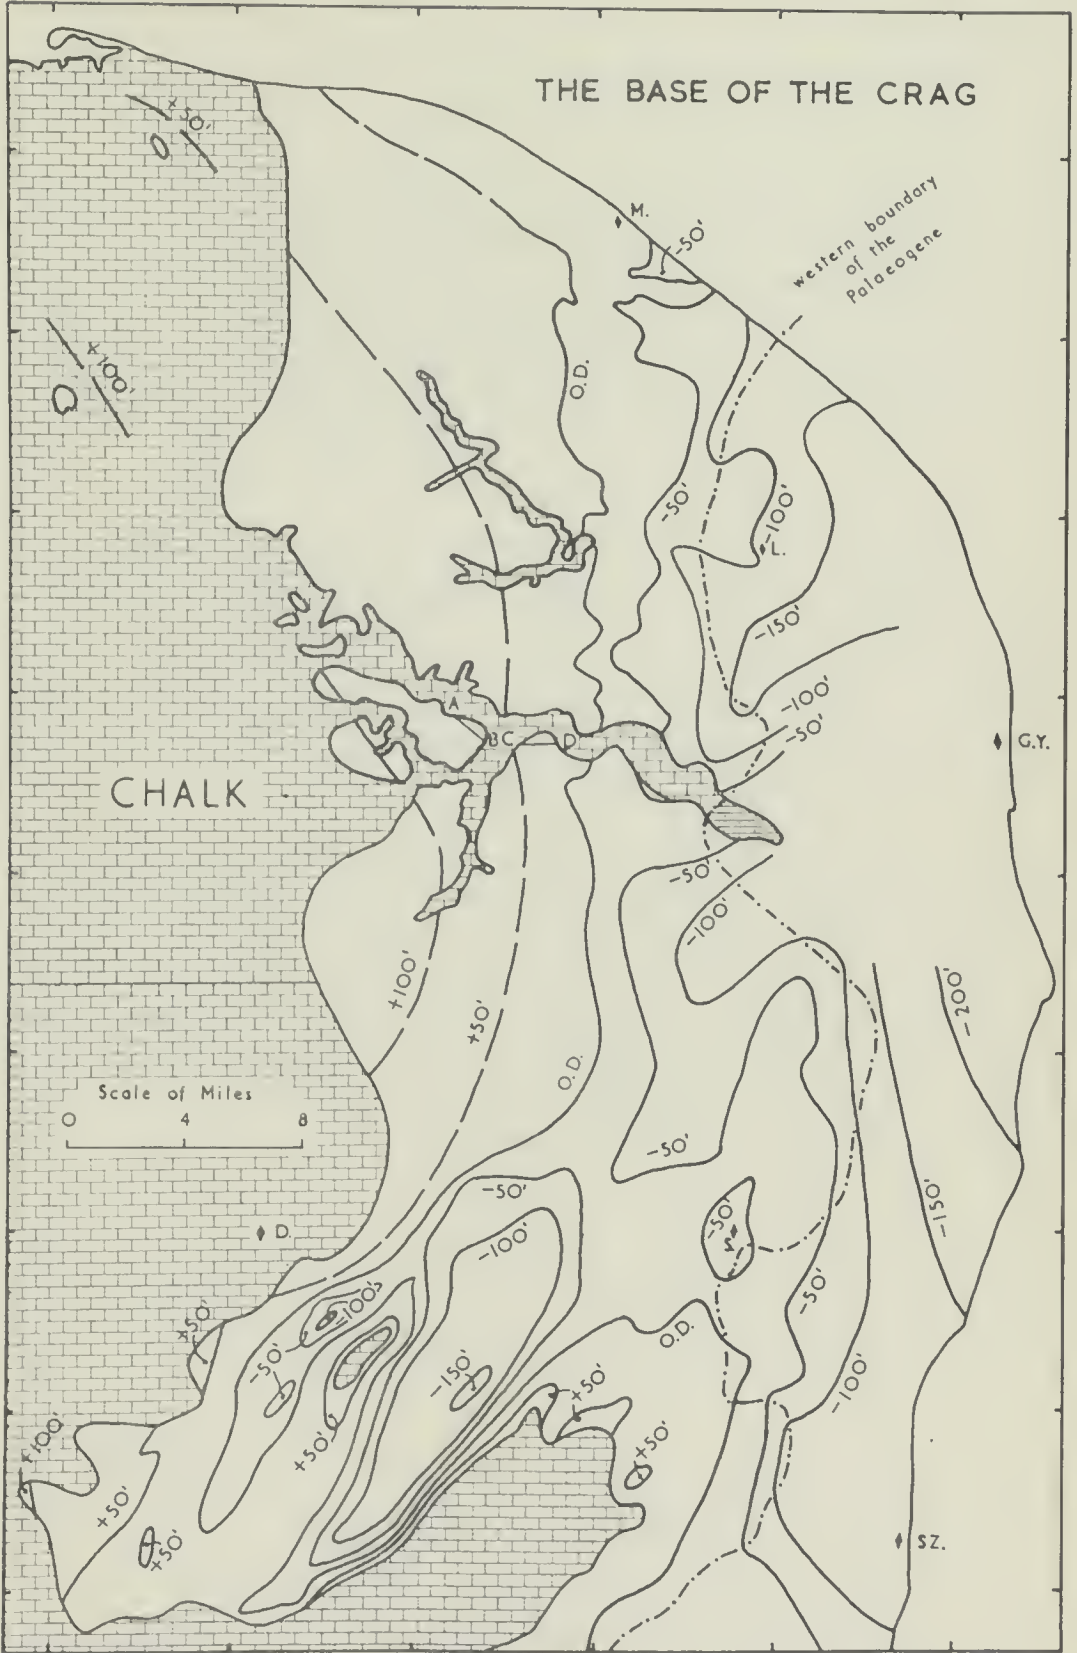 THE BASE OF THE CRAG
+50'
M.
-50'
western boundary
of the
Palaeogene
+100'
O.D.
-50'
-100'
L.
-150'
-100'
-50'
A
BC
D
G.Y.
CHALK
-50'
-100'
+100'
+50'
-200'
O.D.
Scale of Miles
0 4 8
-50'
-150'
D.
-50'
-50'
S.
-100'
-100'
-50'
+50'
O.D.
-50'
-150'
+50'
-100'
+50'
+50'
+100'
+50'
+50'
SZ.